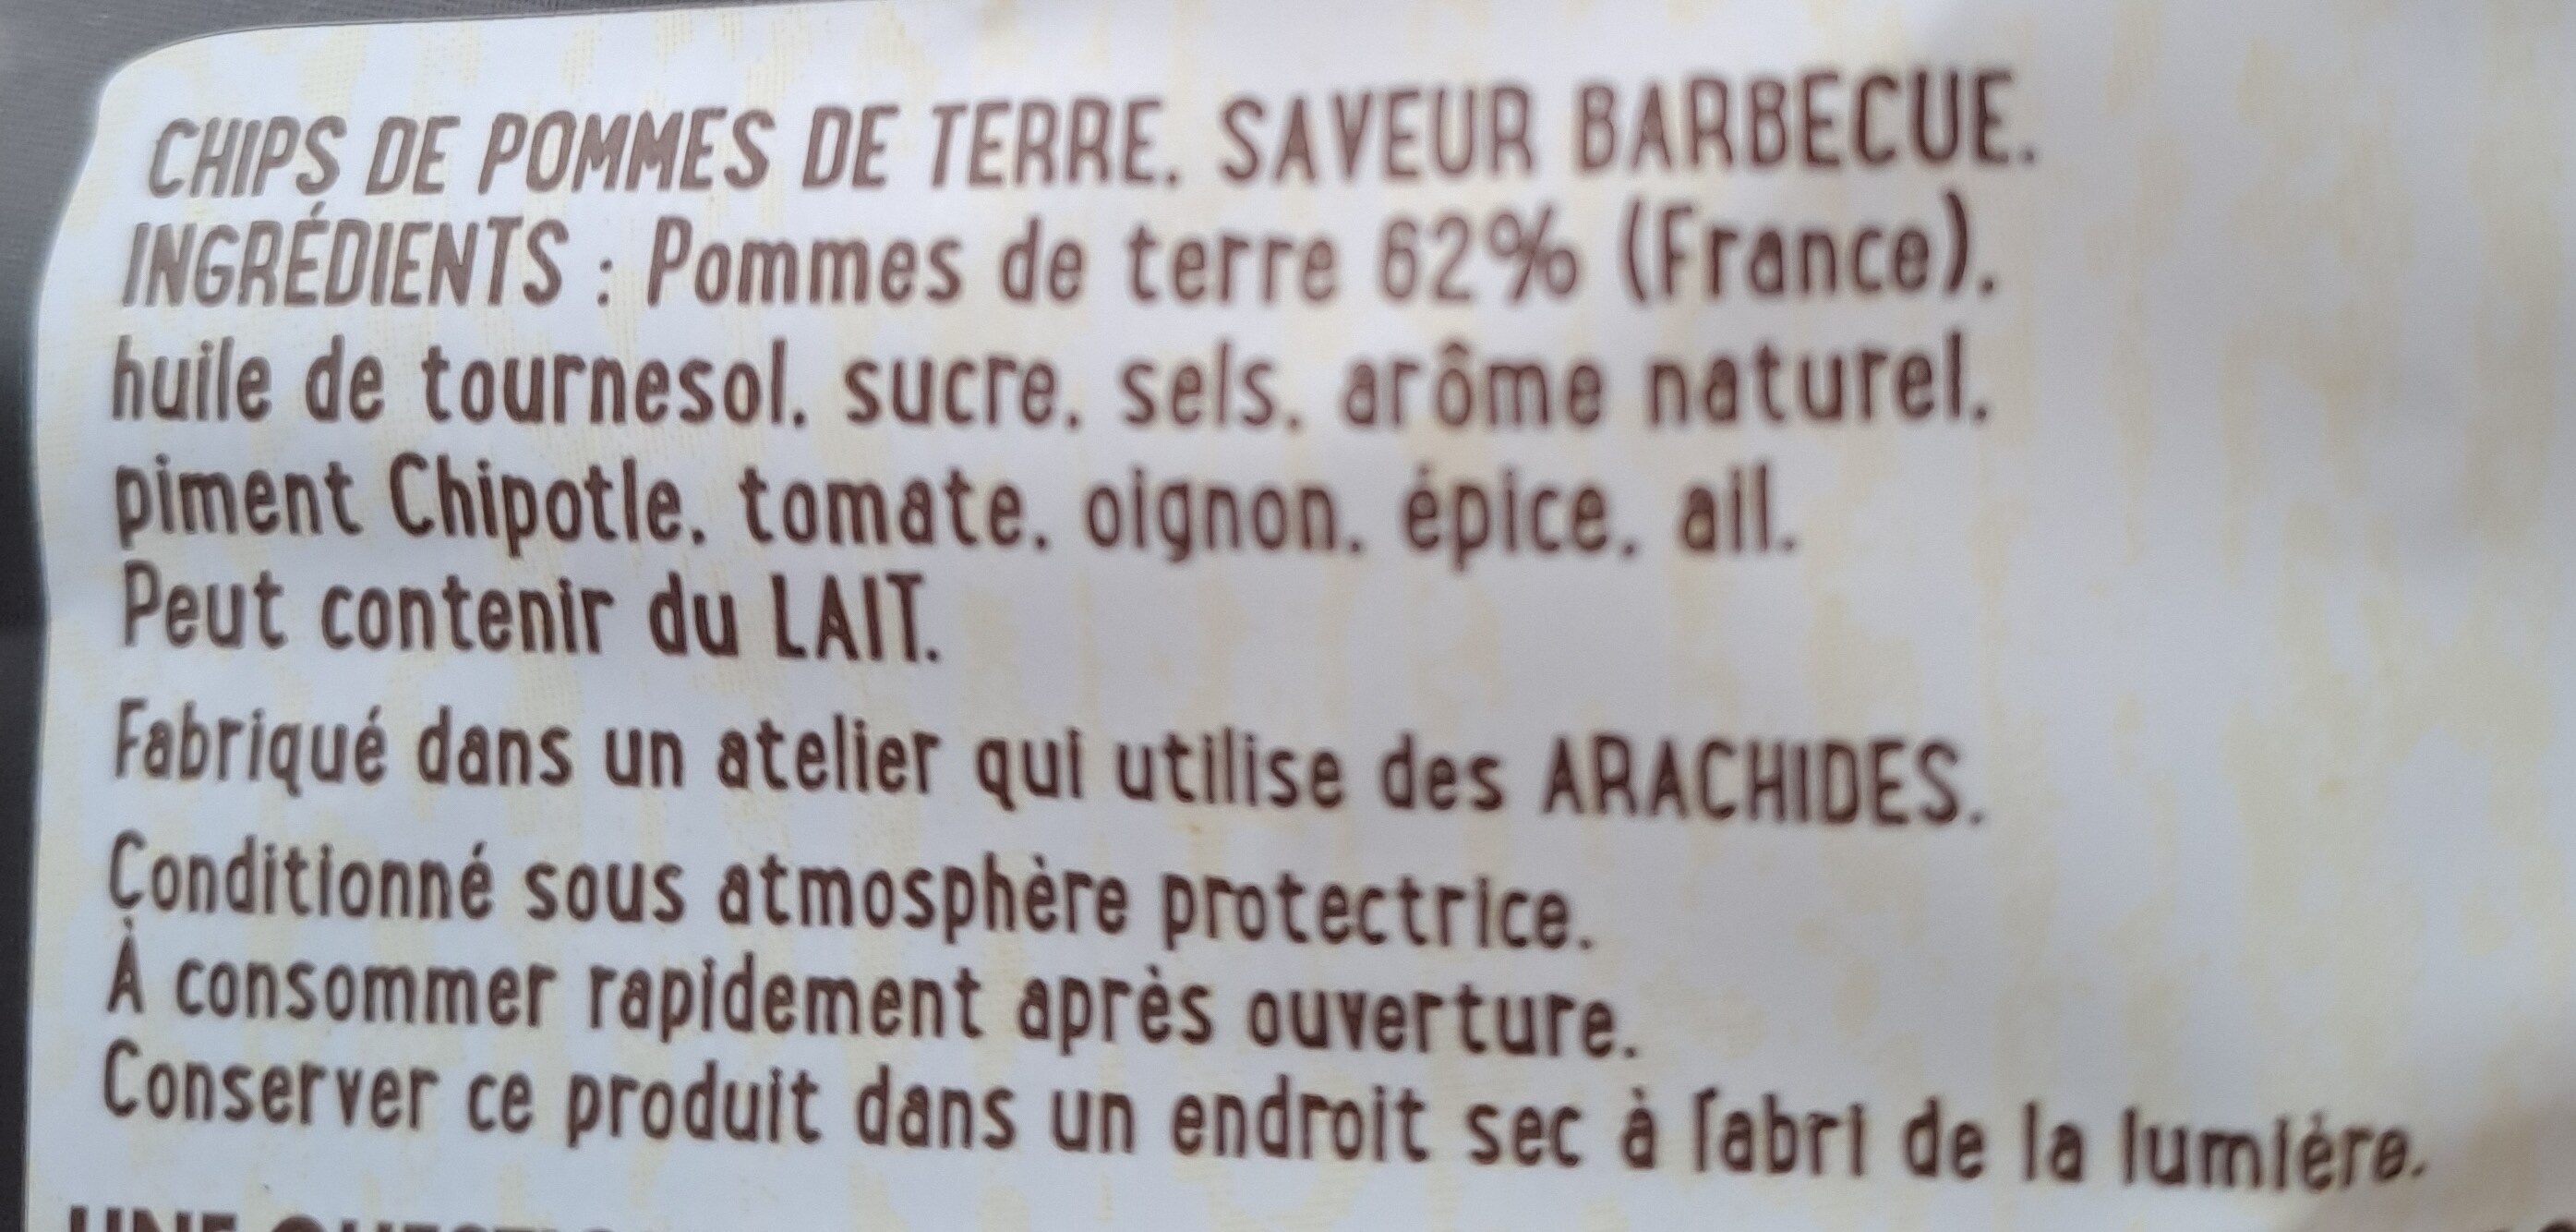 CHIPS DE POMMES DE TERRE, SAVEUR BARBECUE.
INGRÉDIENTS : Pommes de terre 62% (France),
huile de tournesol, sucre, sels, arôme naturel,
piment Chipotle, tomate, oignon, épice, ail.
Peut contenir du LAIT.
Fabriqué dans un atelier qui utilise des ARACHIDES.
Conditionné sous atmosphère protectrice.
À consommer rapidement après ouverture.
Conserver ce produit dans un endroit sec à l'abri de la lumière.
UNE